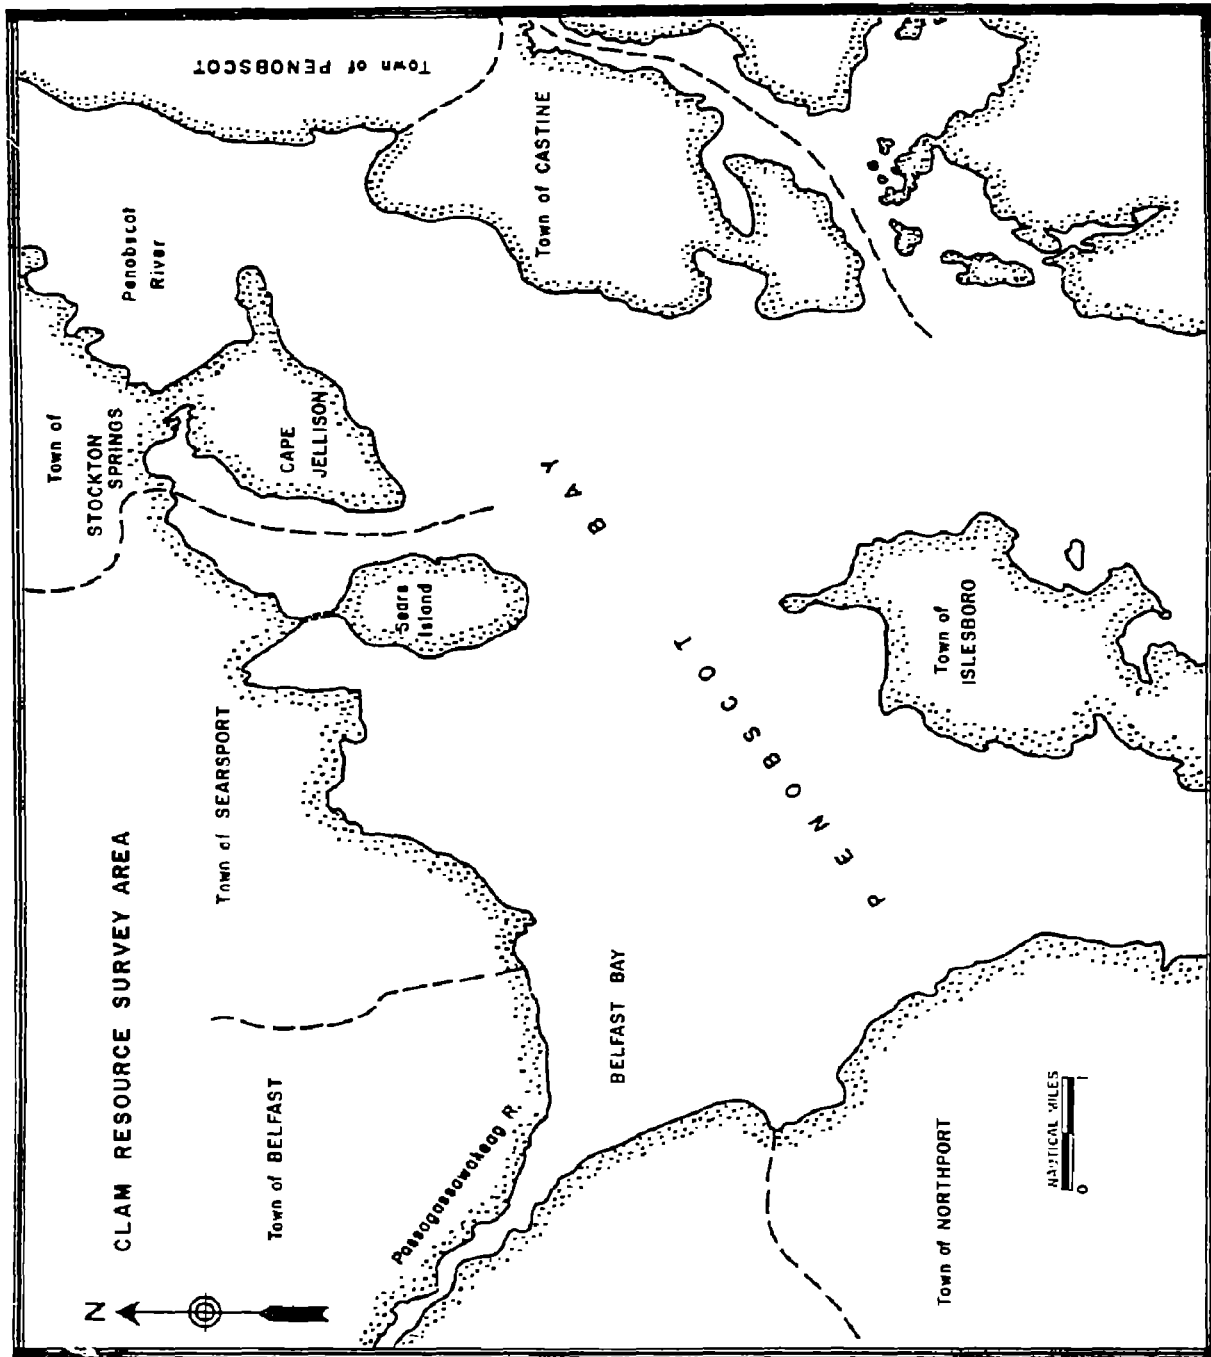 CLAM RESOURCE SURVEY AREA
N
Town of
STOCKTON
SPRINGS
Penobscot
River
Town of PENOBSCOT
Town of SEARSPORT
Town of BELFAST
CAPE
JELLISON
Sears
Island
Passagassawakeag R.
Town of CASTINE
BELFAST BAY
PENOBSCOT BAY
Town of
ISLESBORO
Town of NORTHPORT
NAUTICAL MILES
0 1